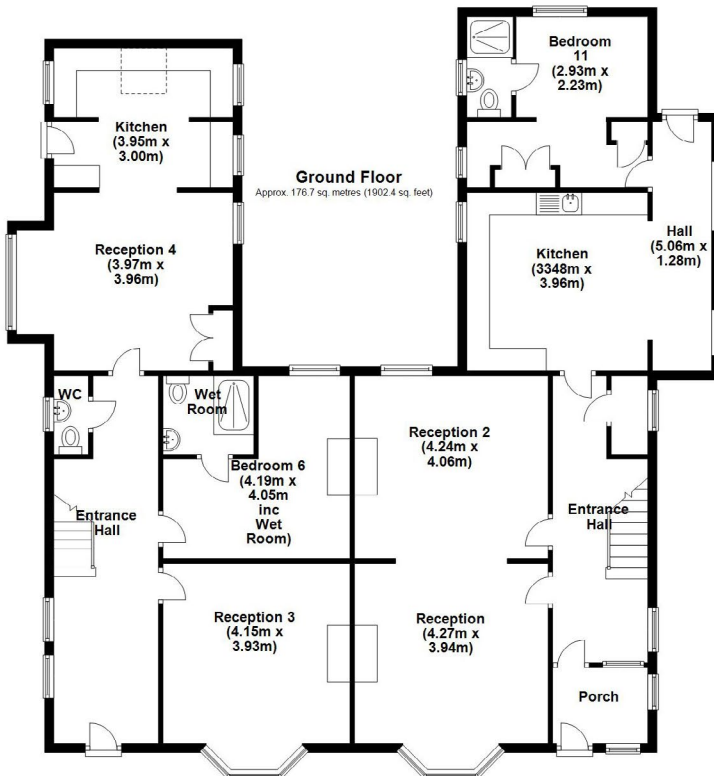 Bedroom
11
(2.93m x
2.23m)
Kitchen
(3.95m x
3.00m)
Ground Floor
Approx. 176.7 sq. metres (1902.4 sq. feet)
Reception 4
(3.97m x
3.96m)
Kitchen
(3348m x
3.96m)
Hall
(5.06m x
1.28m)
WC
Wet
Room
Reception 2
(4.24m x
4.06m)
Bedroom 6
(4.19m x
4.05m
inc
Wet
Room)
Entrance
Hall
Entrance
Hall
Reception 3
(4.15m x
3.93m)
Reception
(4.27m x
3.94m)
Porch